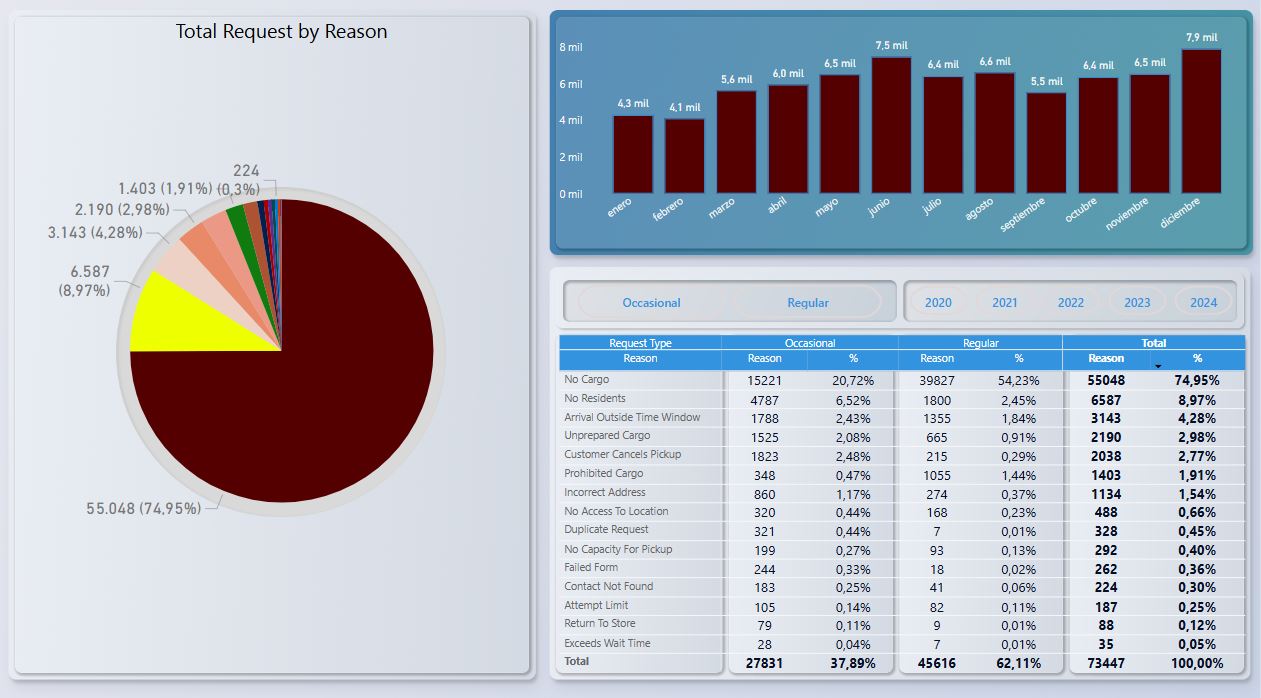 Total Request by Reason
224
(0,3%)
1.403 (1,91%)
2.190 (2,98%)
3.143 (4,28%)
6.587
(8,97%)
55.048 (74,95%)
8 mil
6 mil
4 mil
2 mil
0 mil
4,3 mil
4,1 mil
5,6 mil
6,0 mil
6,5 mil
7,5 mil
6,4 mil
6,6 mil
5,5 mil
6,4 mil
6,5 mil
7,9 mil
enero
febrero
marzo
abril
mayo
junio
julio
agosto
septiembre
octubre
noviembre
diciembre
Occasional Regular 2020 2021 2022 2023 2024
Request Type Occasional Regular Total
Reason Reason % Reason % Reason %
No Cargo 15221 20,72% 39827 54,23% 55048 74,95%
No Residents 4787 6,52% 1800 2,45% 6587 8,97%
Arrival Outside Time Window 1788 2,43% 1355 1,84% 3143 4,28%
Unprepared Cargo 1525 2,08% 665 0,91% 2190 2,98%
Customer Cancels Pickup 1823 2,48% 215 0,29% 2038 2,77%
Prohibited Cargo 348 0,47% 1055 1,44% 1403 1,91%
Incorrect Address 860 1,17% 274 0,37% 1134 1,54%
No Access To Location 320 0,44% 168 0,23% 488 0,66%
Duplicate Request 321 0,44% 7 0,01% 328 0,45%
No Capacity For Pickup 199 0,27% 93 0,13% 292 0,40%
Failed Form 244 0,33% 18 0,02% 262 0,36%
Contact Not Found 183 0,25% 41 0,06% 224 0,30%
Attempt Limit 105 0,14% 82 0,11% 187 0,25%
Return To Store 79 0,11% 9 0,01% 88 0,12%
Exceeds Wait Time 28 0,04% 7 0,01% 35 0,05%
Total 27831 37,89% 45616 62,11% 73447 100,00%